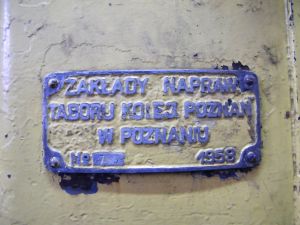 ZAKŁADY NAPRAW
TABORU KOLEJ. POZNAŃ
W POZNANIU
NR 1959